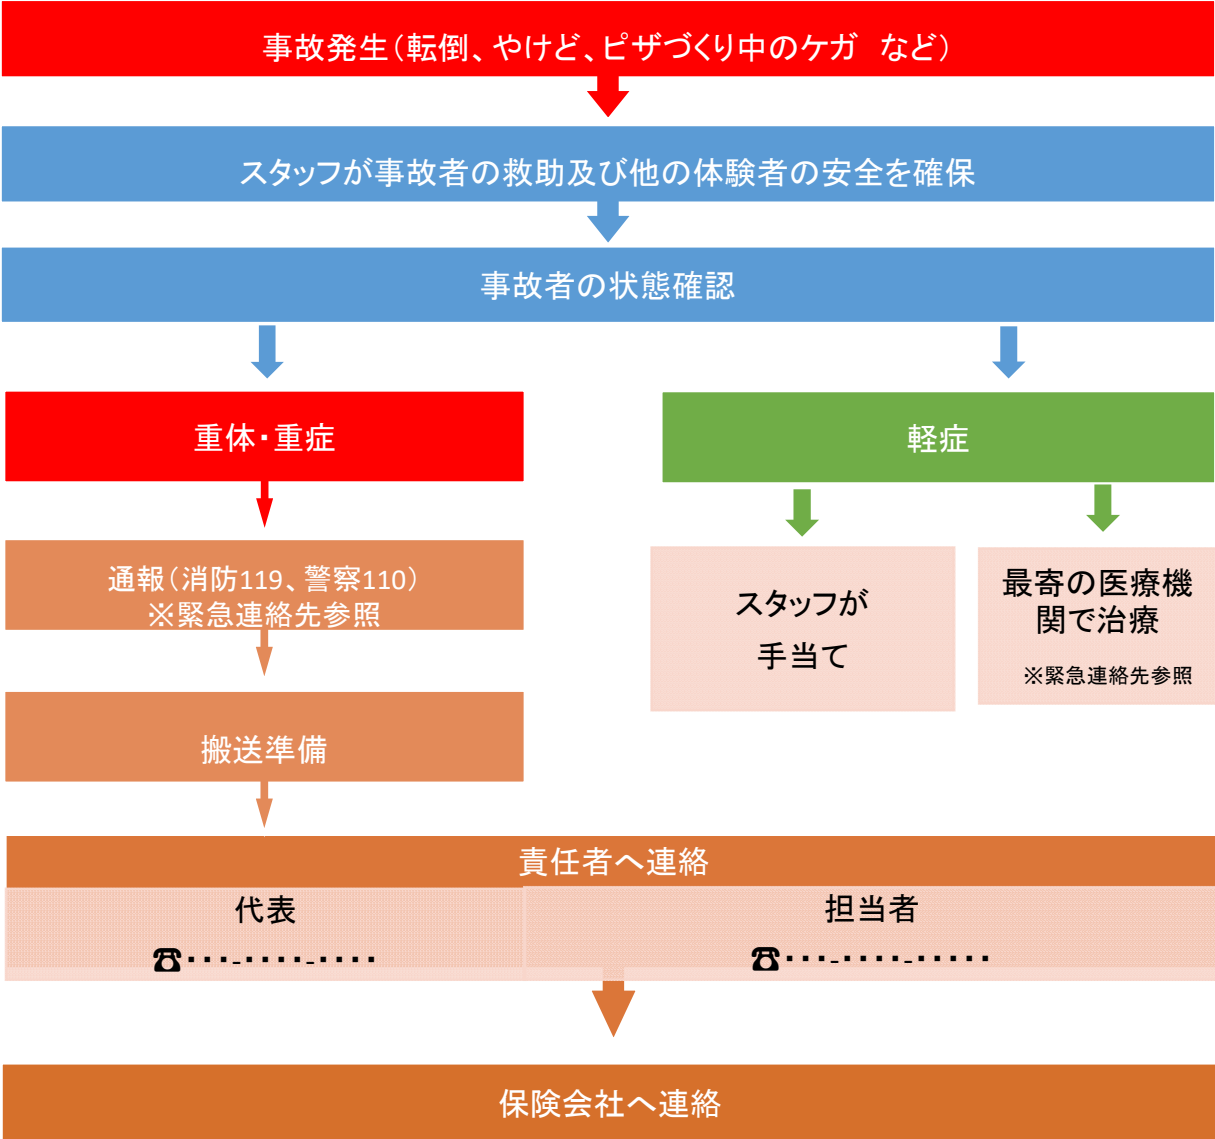 事故発生（転倒、やけど、ピザづくり中のケガ　など）
スタッフが事故者の救助及び他の体験者の安全を確保
事故者の状態確認
重体・重症
軽症
通報（消防119、警察110）
※緊急連絡先参照
スタッフが
手当て
最寄の医療機
関で治療
※緊急連絡先参照
搬送準備
責任者へ連絡
代表
☎・・・-・・・・-・・・・
担当者
☎・・・-・・・・-・・・・・
保険会社へ連絡